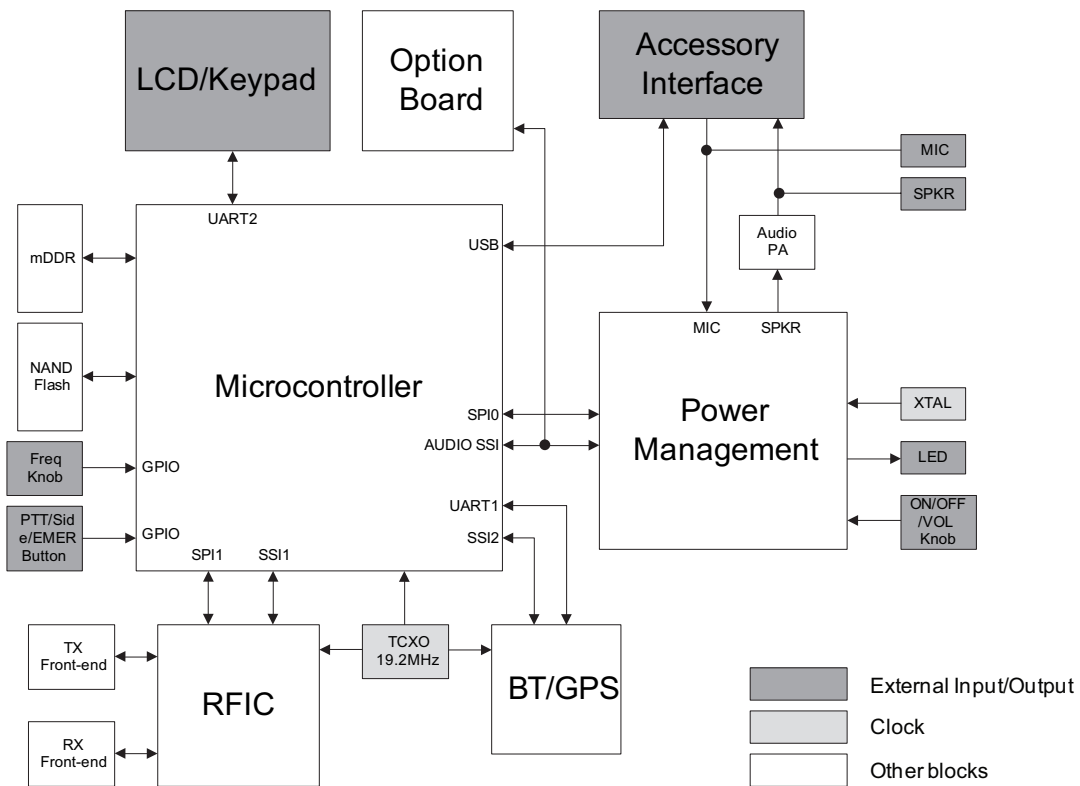 LCD/Keypad
Option
Board
Accessory
Interface
MIC
SPKR
Audio
PA
mDDR
NAND
Flash
Freq
Knob
PTT/Sid
e/EMER
Button
UART2
USB
Microcontroller
SPI0
AUDIO SSI
GPIO
GPIO
UART1
SSI2
SPI1
SSI1
MIC
SPKR
Power
Management
XTAL
LED
ON/OFF
/VOL
Knob
TX
Front-end
RX
Front-end
RFIC
TCXO
19.2MHz
BT/GPS
External Input/Output
Clock
Other blocks